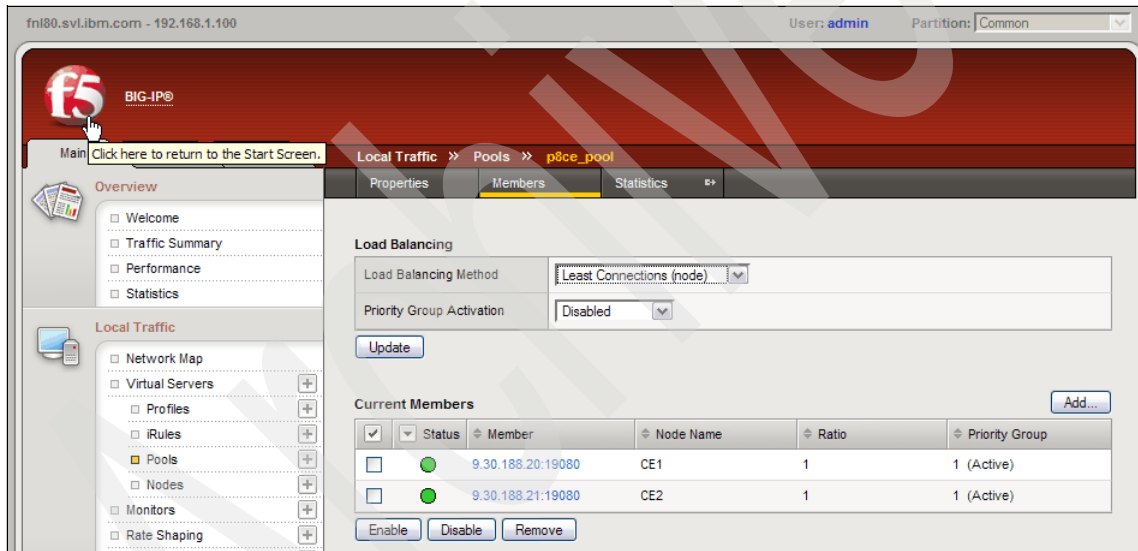 fnl80.svl.ibm.com - 192.168.1.100 User: admin Partition: Common
f5 BIG-IP®
Main Click here to return to the Start Screen. Local Traffic » Pools » p8ce_pool
Properties Members Statistics
Overview
Welcome
Traffic Summary
Performance
Statistics
Local Traffic
Network Map
Virtual Servers
Profiles
iRules
Pools
Nodes
Monitors
Rate Shaping
Load Balancing
Load Balancing Method Least Connections (node)
Priority Group Activation Disabled
Update
Current Members Add...
Status Member Node Name Ratio Priority Group
9.30.188.20:19080 CE1 1 1 (Active)
9.30.188.21:19080 CE2 1 1 (Active)
Enable Disable Remove